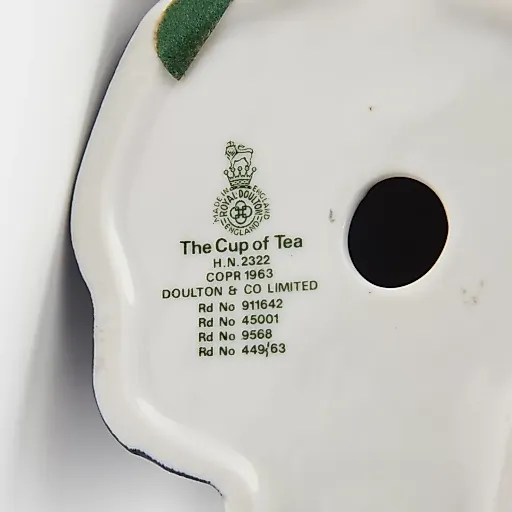 MADE IN ENGLAND
ROYAL DOULTON
ENGLAND
The Cup of Tea
H.N. 2322
COPR 1963
DOULTON & CO LIMITED
Rd No 911642
Rd No 45001
Rd No 9568
Rd No 449/63